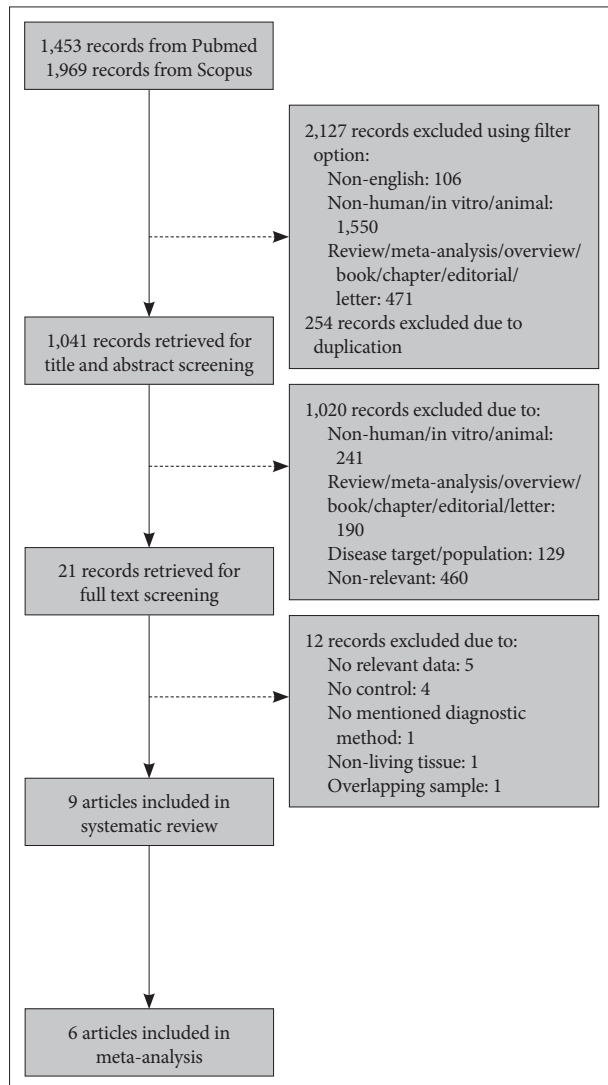 1,453 records from Pubmed
1,969 records from Scopus
2,127 records excluded using filter
option:
Non-english: 106
Non-human/in vitro/animal:
1,550
Review/meta-analysis/overview/
book/chapter/editorial/
letter: 471
254 records excluded due to
duplication
1,041 records retrieved for
title and abstract screening
1,020 records excluded due to:
Non-human/in vitro/animal:
241
Review/meta-analysis/overview/
book/chapter/editorial/letter:
190
Disease target/population: 129
Non-relevant: 460
21 records retrieved for
full text screening
12 records excluded due to:
No relevant data: 5
No control: 4
No mentioned diagnostic
method: 1
Non-living tissue: 1
Overlapping sample: 1
9 articles included in
systematic review
6 articles included in
meta-analysis